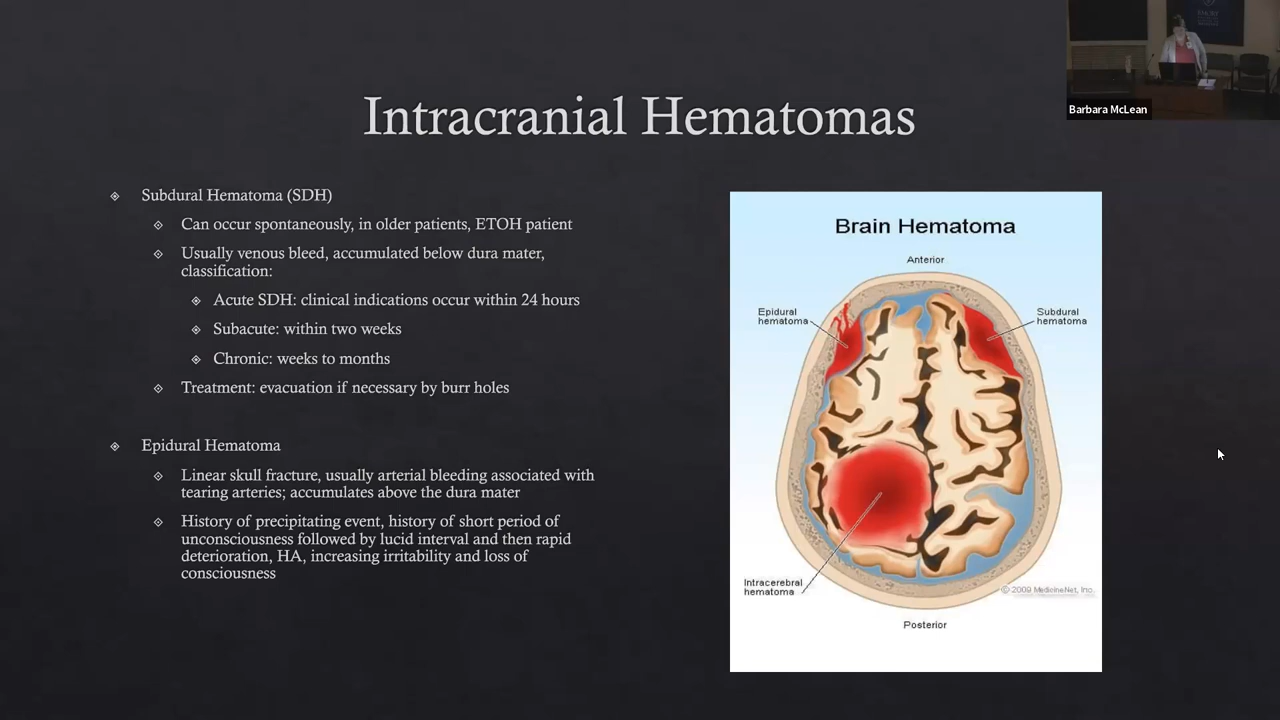 Barbara McLean
Intracranial Hematomas
Subdural Hematoma (SDH)
Can occur spontaneously, in older patients, ETOH patient
Usually venous bleed, accumulated below dura mater,
classification:
Acute SDH: clinical indications occur within 24 hours
Subacute: within two weeks
Chronic: weeks to months
Treatment: evacuation if necessary by burr holes
Epidural Hematoma
Linear skull fracture, usually arterial bleeding associated with
tearing arteries; accumulates above the dura mater
History of precipitating event, history of short period of
unconsciousness followed by lucid interval and then rapid
deterioration, HA, increasing irritability and loss of
consciousness
Brain Hematoma
Anterior
Epidural
hematoma
Subdural
hematoma
Intracerebral
hematoma
© 2009 MedicineNet, Inc.
Posterior